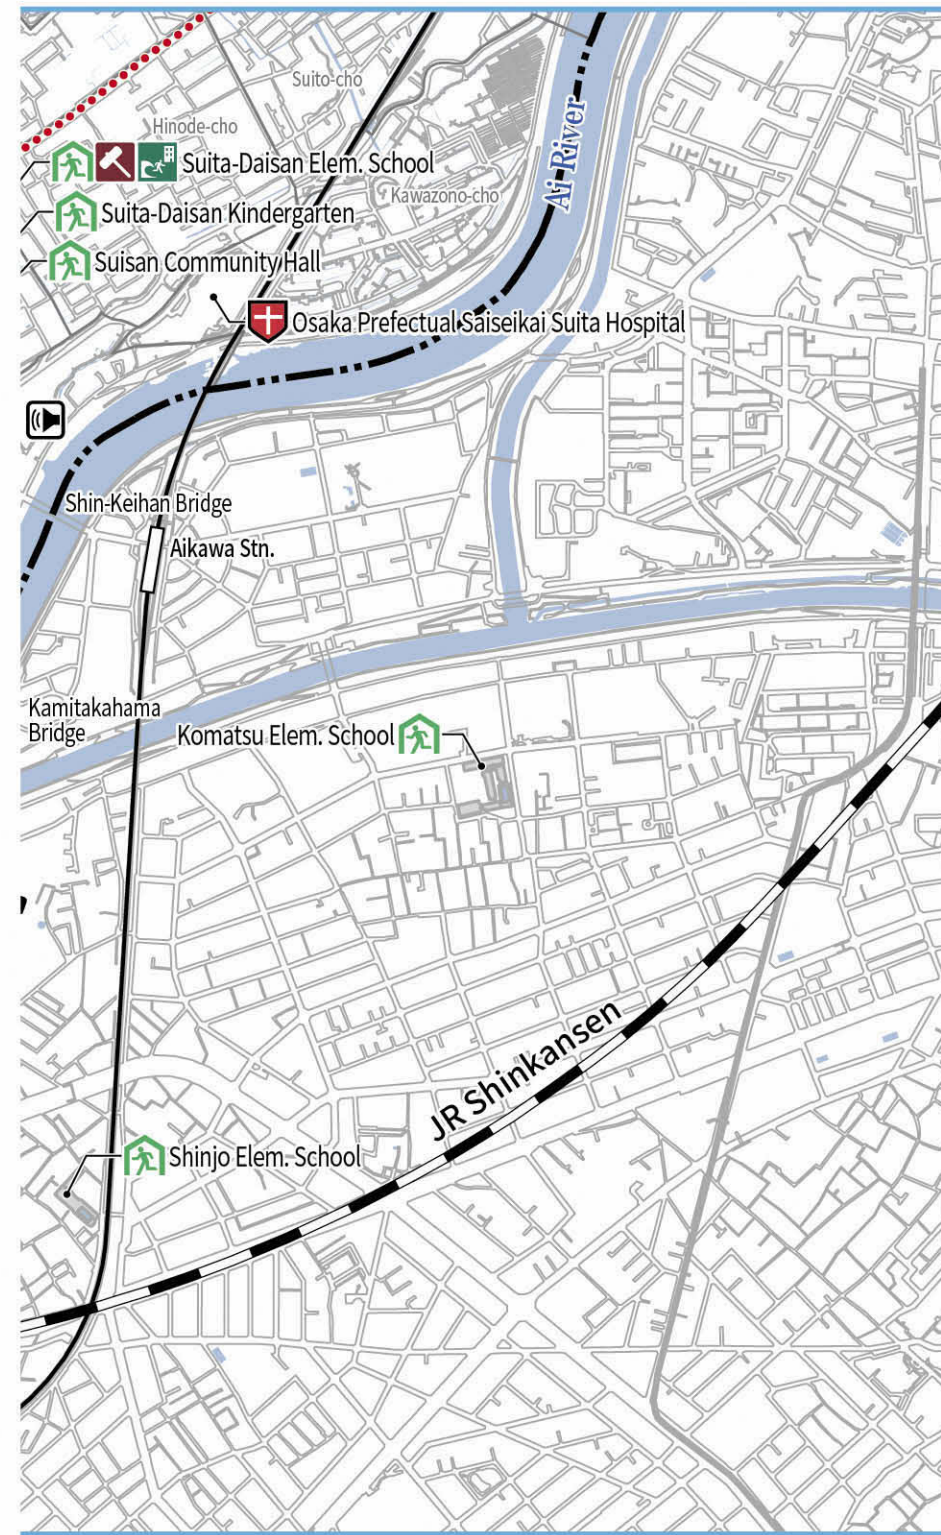 Suito-cho
Hinode-cho
Suita-Daisan Elem. School
Kawazono-cho
Ai River
Suita-Daisan Kindergarten
Suisan Community Hall
Osaka Prefectual Saiseikai Suita Hospital
Shin-Keihan Bridge
Aikawa Stn.
Kamitakahama
Bridge
Komatsu Elem. School
JR Shinkansen
Shinjo Elem. School